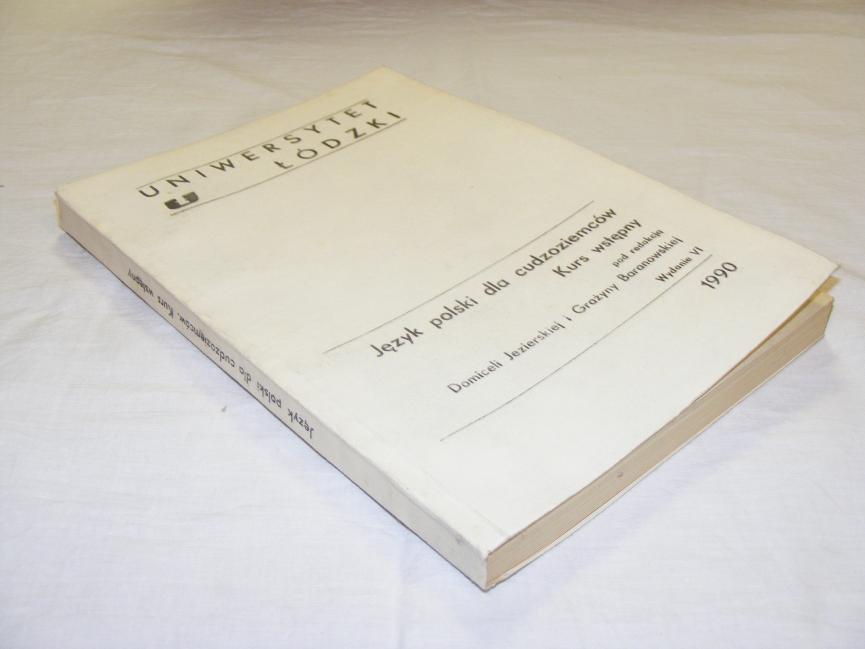 UNIWERSYTET
ŁÓDZKI
Język polski dla cudzoziemców
Kurs wstępny
pod redakcją
Domiceli Jezierskiej i Grażyny Baranowskiej
Wydanie VI
1990
Język polski dla cudzoziemców. Kurs wstępny